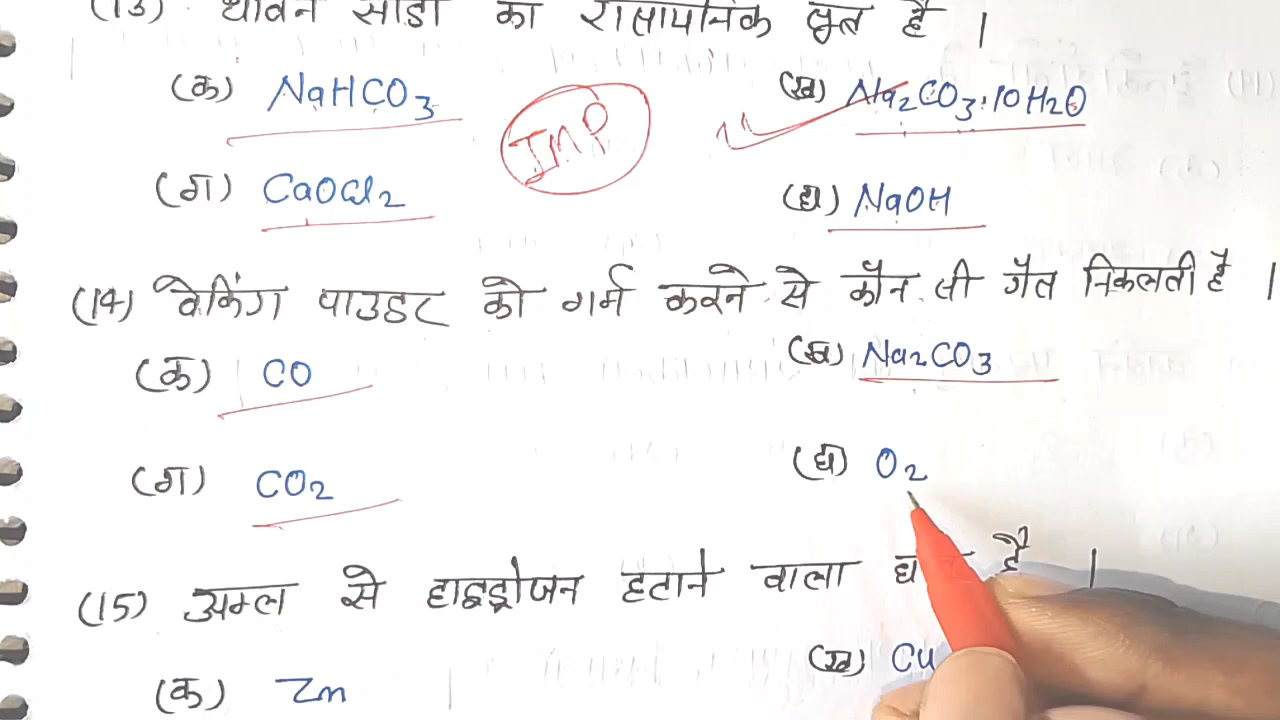 (13) धावन सोडा का रासायनिक सूत्र है ।
(क) NaHCO3 (ख) Na2CO3.10H2O
IMP
(ग) CaOCl2 (घ) NaOH
(14) वेकिंग पाउडर को गर्म करने से कौन सी गैस निकलती है ।
(क) CO (ख) Na2CO3
(ग) CO2 (घ) O2
(15) अम्ल से हाइड्रोजन हटाने वाला है ।
(क) Zn (ख) Cu